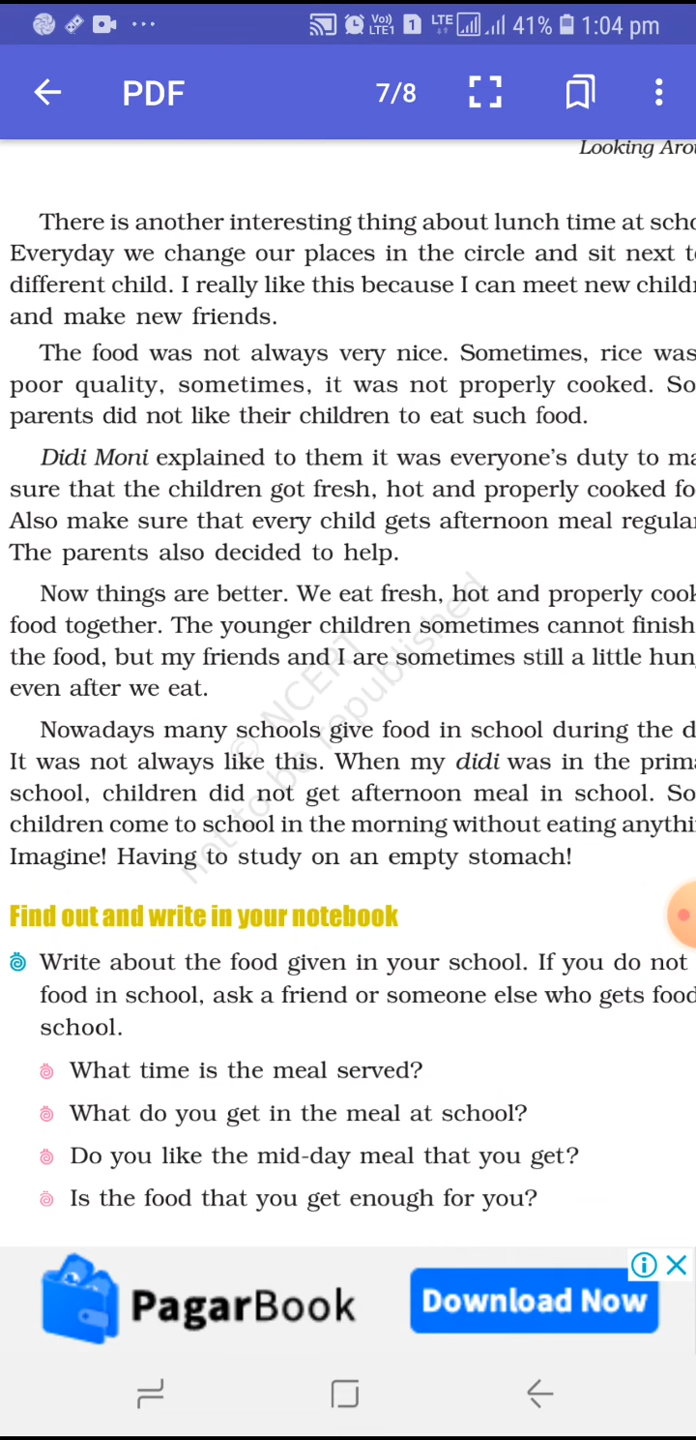 Vo))
LTE1
1
LTE
41%
1:04 pm
PDF
7/8
Looking Aro
There is another interesting thing about lunch time at scho
Everyday we change our places in the circle and sit next t
different child. I really like this because I can meet new child
and make new friends.
The food was not always very nice. Sometimes, rice was
poor quality, sometimes, it was not properly cooked. So
parents did not like their children to eat such food.
Didi Moni explained to them it was everyone's duty to ma
sure that the children got fresh, hot and properly cooked fo
Also make sure that every child gets afternoon meal regula
The parents also decided to help.
Now things are better. We eat fresh, hot and properly cook
food together. The younger children sometimes cannot finish
the food, but my friends and I are sometimes still a little hun
even after we eat.
Nowadays many schools give food in school during the d
It was not always like this. When my didi was in the prim
school, children did not get afternoon meal in school. So
children come to school in the morning without eating anythi
Imagine! Having to study on an empty stomach!
© NCERT
not to be republished
Find out and write in your notebook
Write about the food given in your school. If you do not
food in school, ask a friend or someone else who gets food
school.
What time is the meal served?
What do you get in the meal at school?
Do you like the mid-day meal that you get?
Is the food that you get enough for you?
PagarBook
Download Now